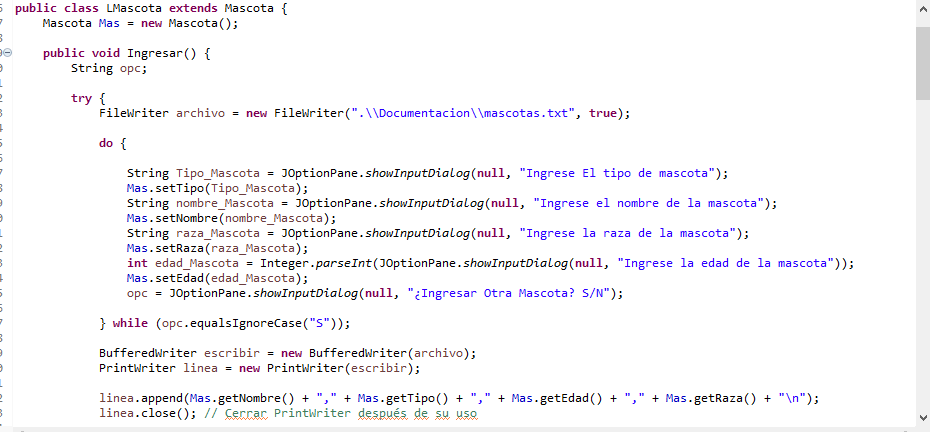 public class LMascota extends Mascota {
Mascota Mas = new Mascota();
public void Ingresar() {
String opc;
try {
FileWriter archivo = new FileWriter(".\\Documentacion\\mascotas.txt", true);
do {
String Tipo_Mascota = JOptionPane.showInputDialog(null, "Ingrese El tipo de mascota");
Mas.setTipo(Tipo_Mascota);
String nombre_Mascota = JOptionPane.showInputDialog(null, "Ingrese el nombre de la mascota");
Mas.setNombre(nombre_Mascota);
String raza_Mascota = JOptionPane.showInputDialog(null, "Ingrese la raza de la mascota");
Mas.setRaza(raza_Mascota);
int edad_Mascota = Integer.parseInt(JOptionPane.showInputDialog(null, "Ingrese la edad de la mascota"));
Mas.setEdad(edad_Mascota);
opc = JOptionPane.showInputDialog(null, "¿Ingresar Otra Mascota? S/N");
} while (opc.equalsIgnoreCase("S"));
BufferedWriter escribir = new BufferedWriter(archivo);
PrintWriter linea = new PrintWriter(escribir);
linea.append(Mas.getNombre() + "," + Mas.getTipo() + "," + Mas.getEdad() + "," + Mas.getRaza() + "\n");
linea.close(); // Cerrar PrintWriter después de su uso